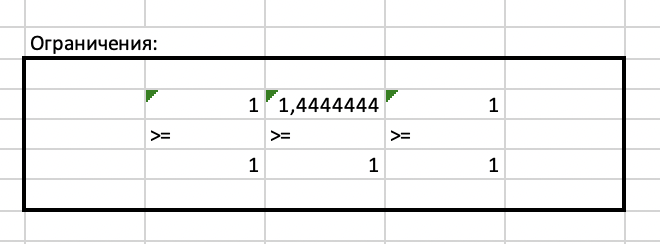 Ограничения:
1 1,4444444 1
>= >= >=
1 1 1